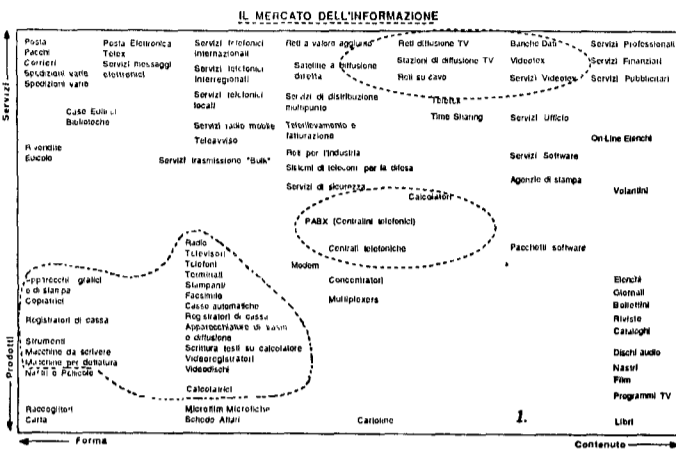 IL MERCATO DELL'INFORMAZIONE
Servizi
Posta
Pacchi
Corrieri
Spedizioni varie
Spedizioni varie
Posta Elettronica
Telex
Servizi messaggi
elettronici
Servizi telefonici
internazionali
Servizi telefonici
interregionali
Servizi telefonici
locali
Reti a valore aggiunto
Satellite a diffusione
diretta
Servizi di distribuzione
multipunto
Reti diffusione TV
Stazioni di diffusione TV
Reti su cavo
Banche Dati
Videotex
Servizi Videotex
Servizi Professionali
Servizi Finanziari
Servizi Pubblicitari
Case Editrici
Biblioteche
Servizi radio mobile
Teleavviso
Telerilevamento e
fatturazione
Teletex
Time Sharing
Servizi Ufficio
On-Line Elenchi
Rivendite
Edicole
Servizi trasmissione "Bulk"
Reti per l'industria
Sistemi di telecom per la difesa
Servizi di sicurezza
Servizi Software
Agenzie di stampa
Volantini
Calcolatori
PABX (Centralini telefonici)
Centrali telefoniche
Pacchetti software
Modem
Concentratori
Multiplexers
Radio
Televisori
Telefoni
Terminali
Stampanti
Facsimile
Casse automatiche
Registratori di cassa
Apparecchiature di
o diffusione
Scrittura testi su calcolatore
Videoregistratori
Videodischi
Calcolatrici
Apparecchi grafici
o di stampa
Copiatrici
Registratori di cassa
Strumenti
Macchine da scrivere
Macchine per dettatura
Nastri o Pellicole
Elenchi
Giornali
Bollettini
Riviste
Cataloghi
Dischi audio
Nastri
Film
Programmi TV
Libri
Raccoglitori
Carta
Microfilm Microfiche
Schede Affari
Cartoline
1.
Prodotti
Forma
Contenuto